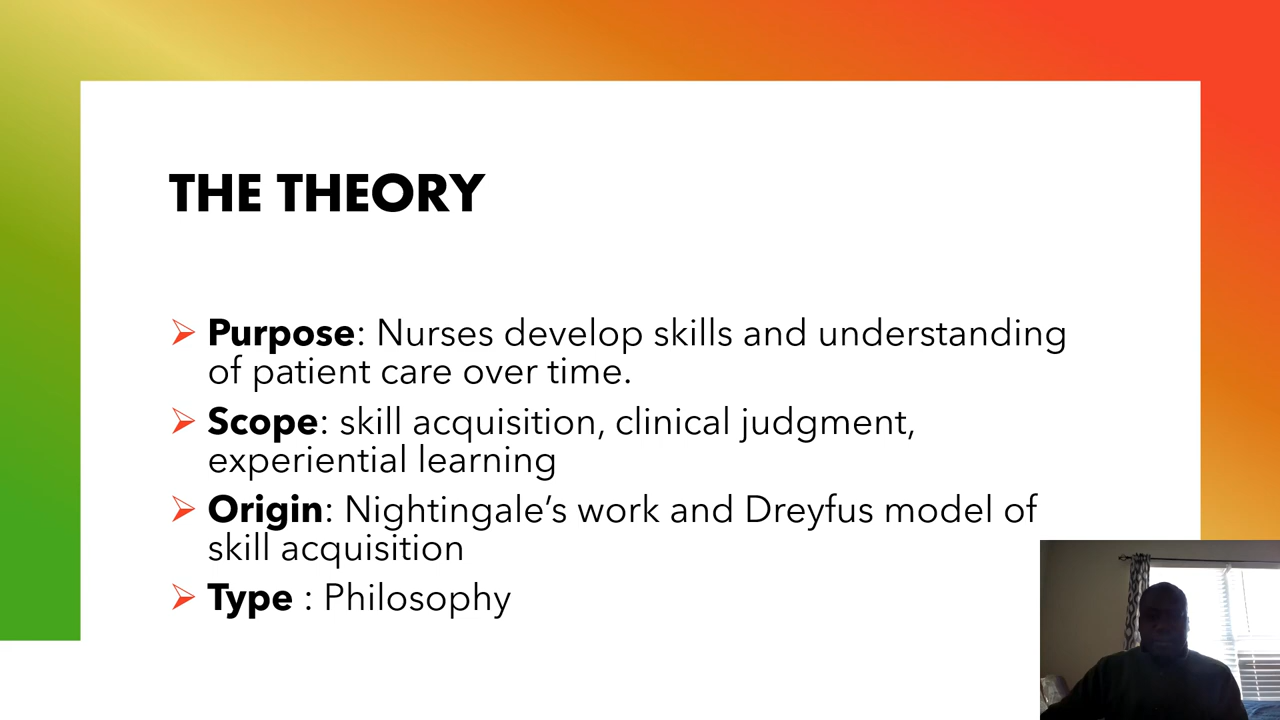 THE THEORY
Purpose: Nurses develop skills and understanding
of patient care over time.
Scope: skill acquisition, clinical judgment,
experiential learning
Origin: Nightingale’s work and Dreyfus model of
skill acquisition
Type : Philosophy